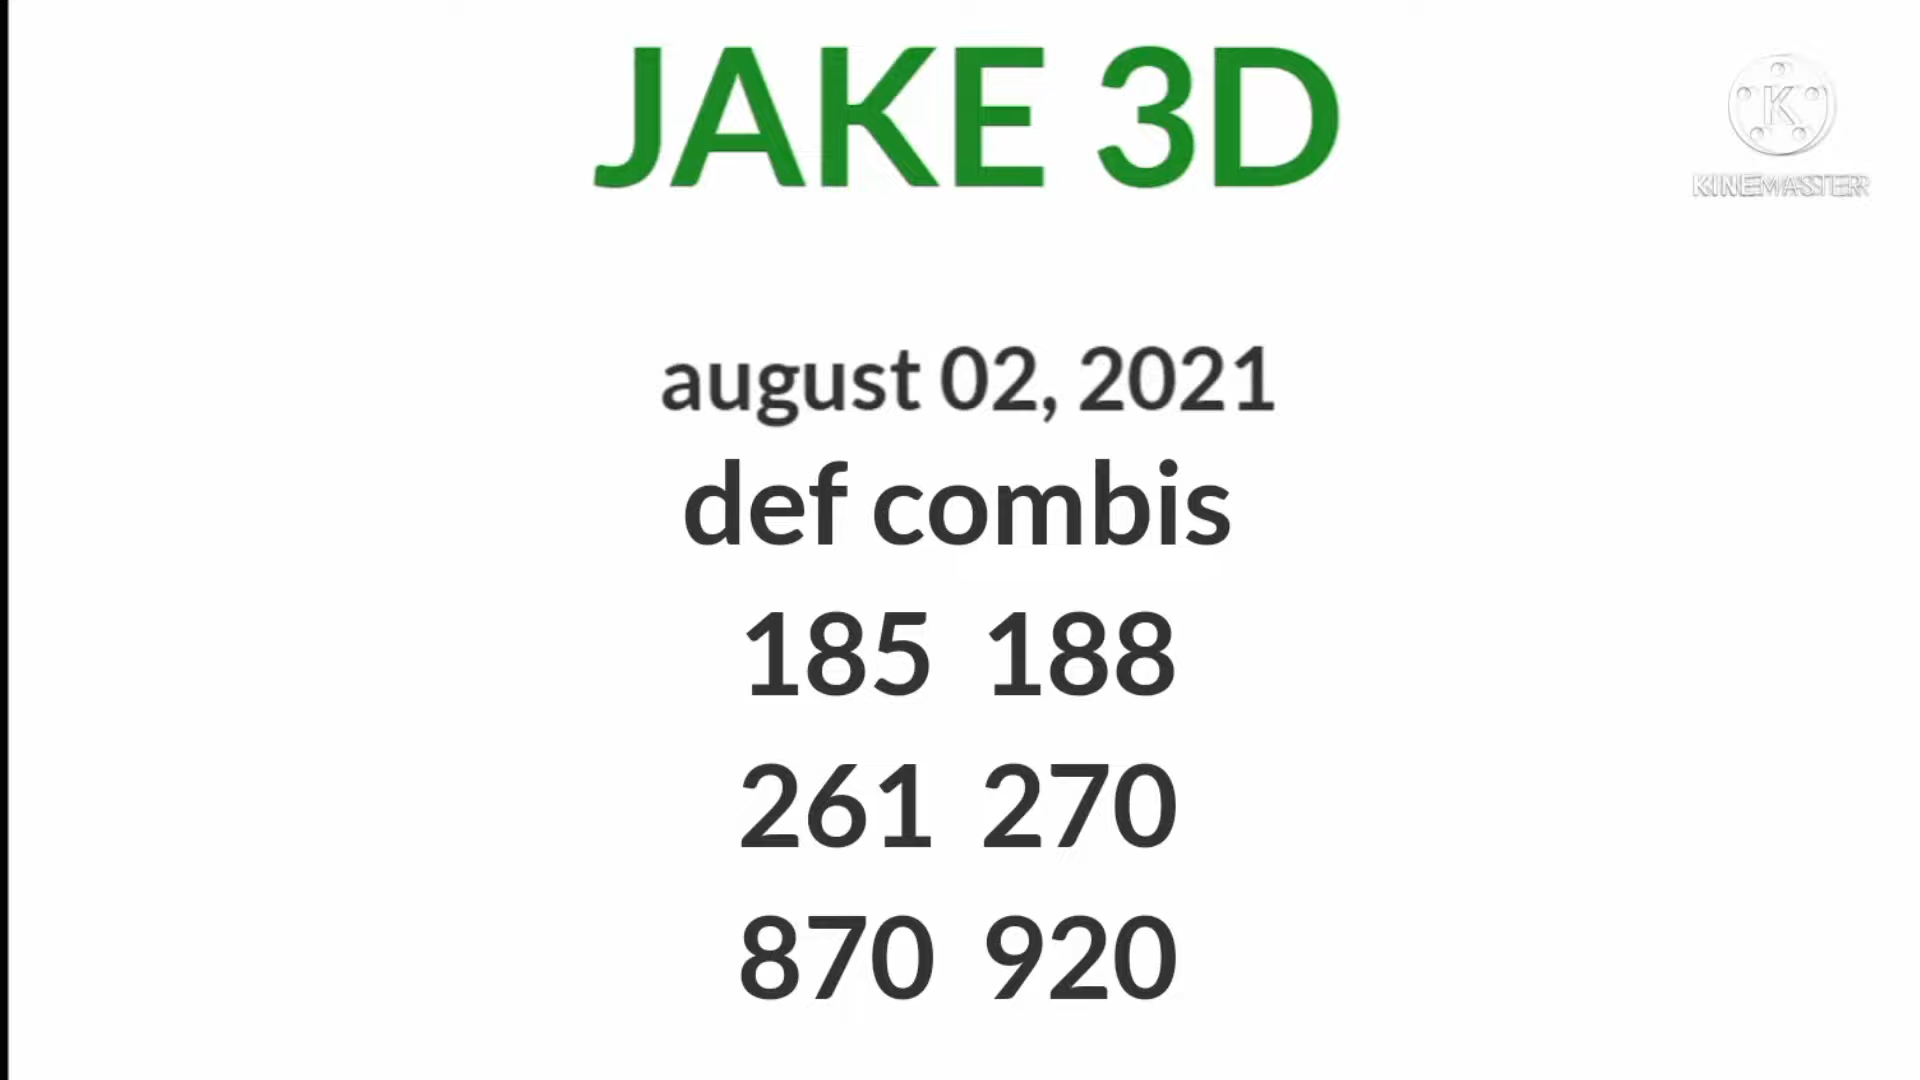 JAKE 3D
KINEMASTER
august 02, 2021
def combis
185 188
261 270
870 920